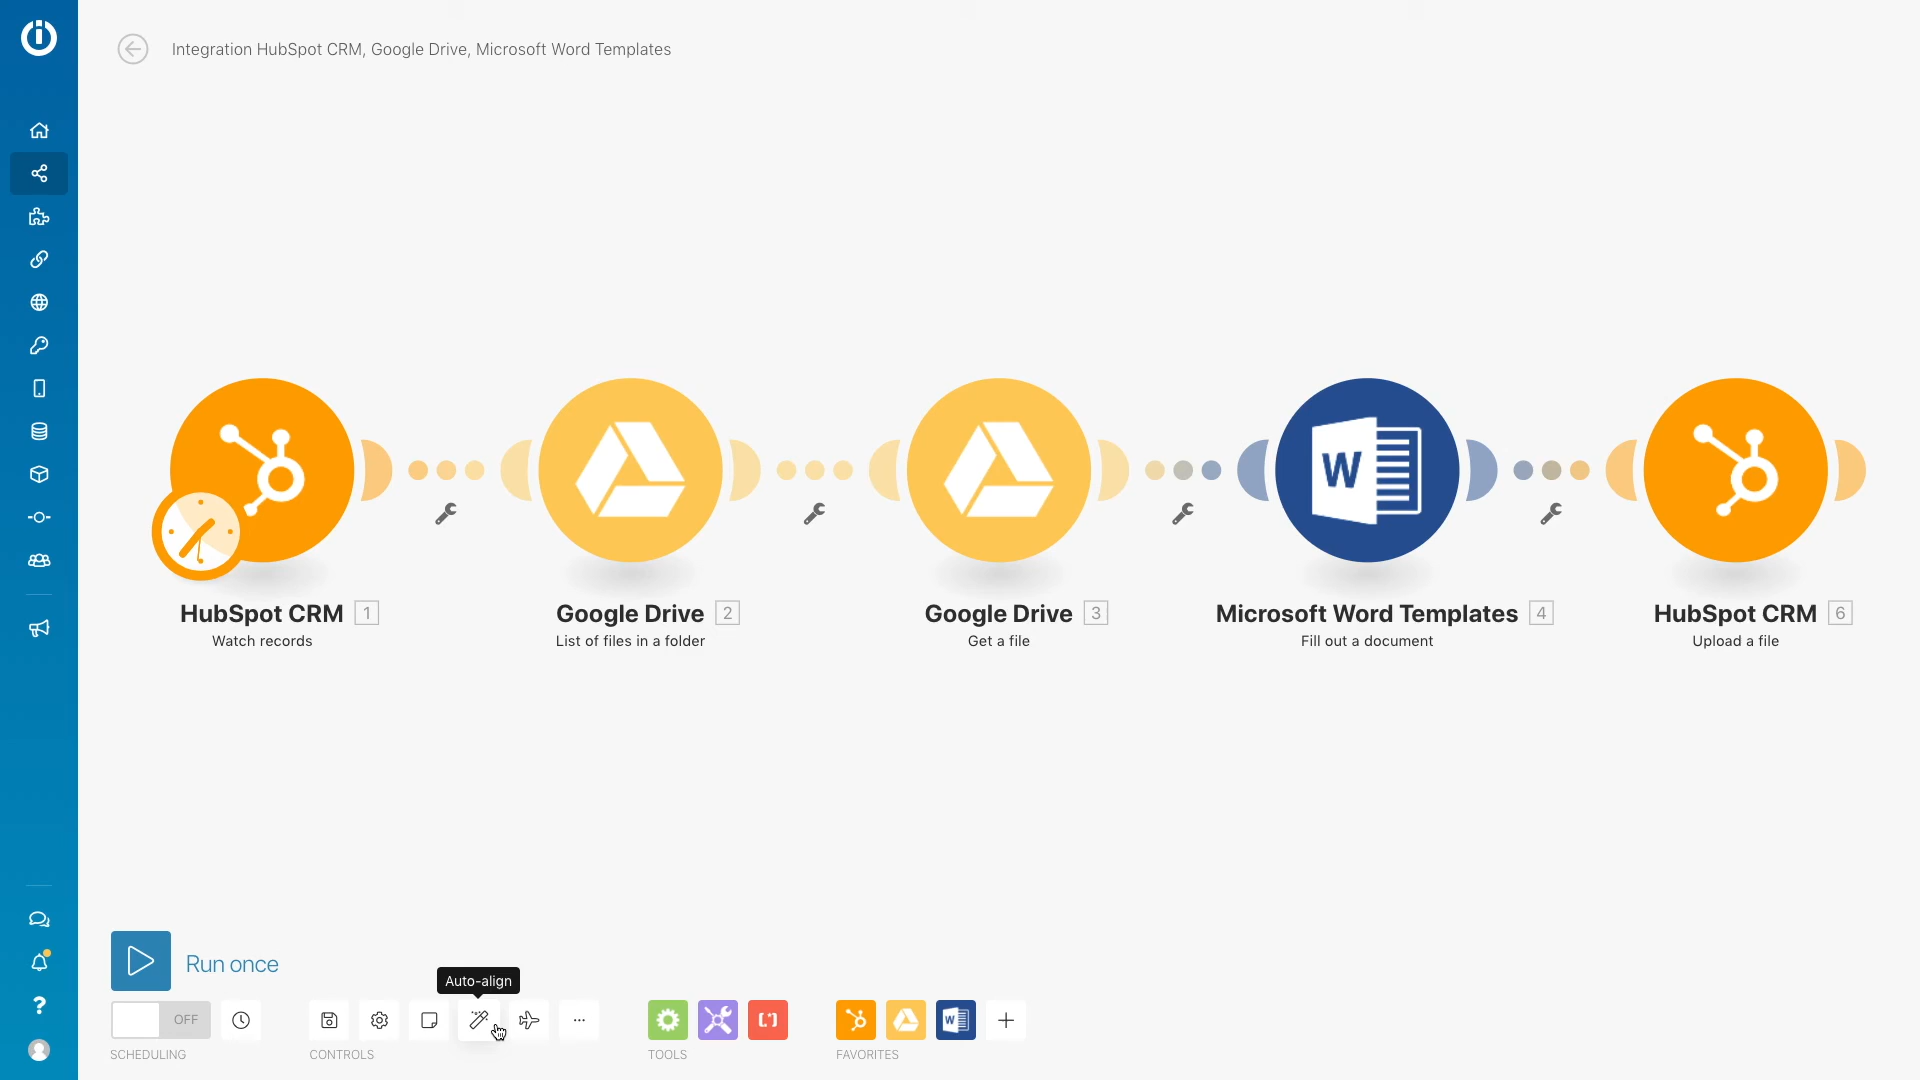 Integration HubSpot CRM, Google Drive, Microsoft Word Templates
HubSpot CRM 1
Watch records
Google Drive 2
List of files in a folder
Google Drive 3
Get a file
W
Microsoft Word Templates 4
Fill out a document
HubSpot CRM 6
Upload a file
Run once
Auto-align
OFF
SCHEDULING
CONTROLS
TOOLS
W
FAVORITES